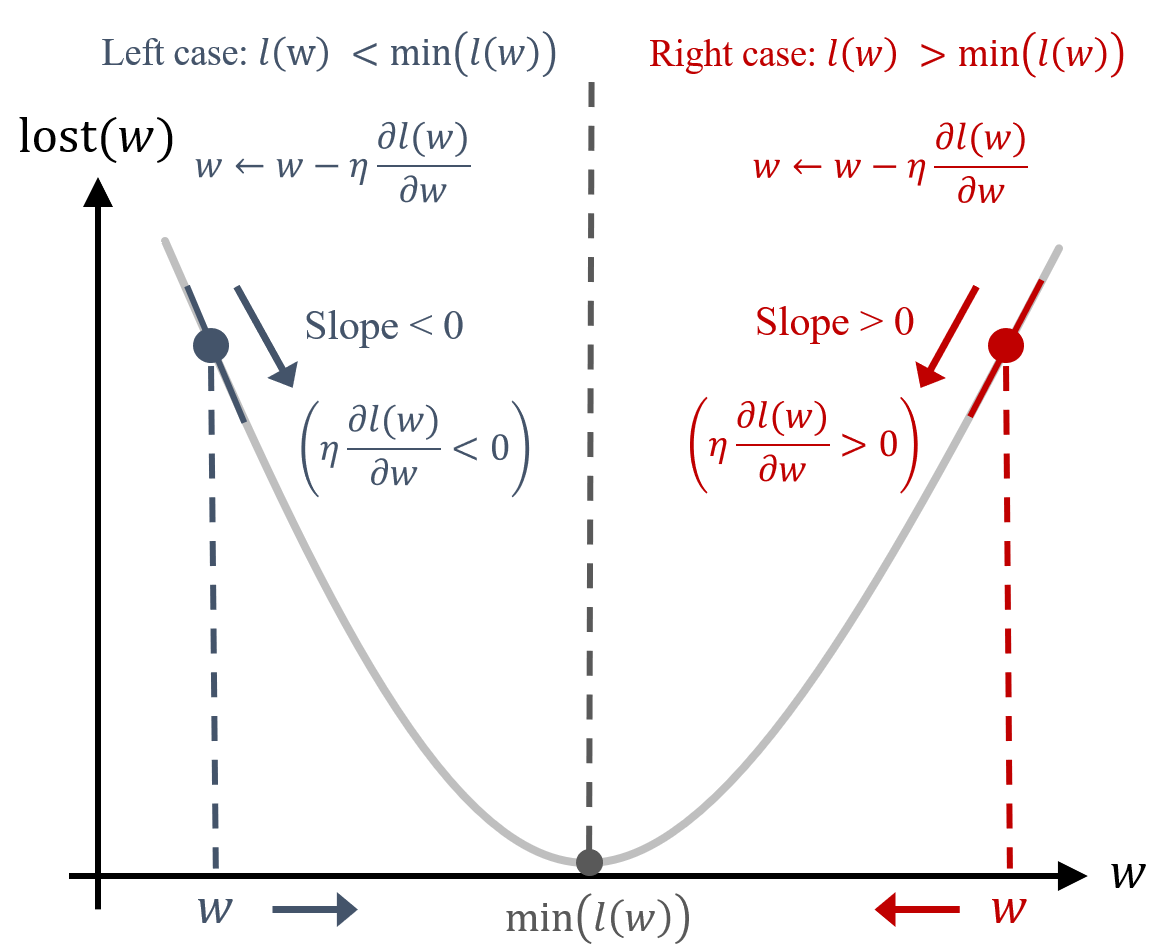 Left case: l(w) < min(l(w))
Right case: l(w) > min(l(w))
lost(w)
w ← w − η ∂l(w)/∂w
w ← w − η ∂l(w)/∂w
Slope < 0
Slope > 0
(η ∂l(w)/∂w < 0)
(η ∂l(w)/∂w > 0)
w
w
min(l(w))
w